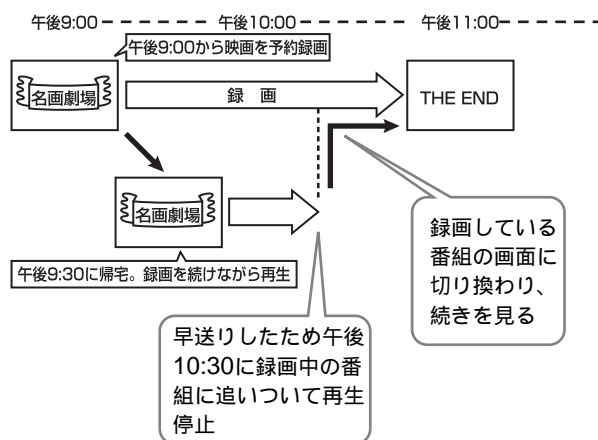 午後9:00 午後10:00 午後11:00
午後9:00から映画を予約録画
名画劇場
録 画
THE END
名画劇場
午後9:30に帰宅。録画を続けながら再生
録画している
番組の画面に
切り換わり、
続きを見る
早送りしたため午後
10:30に録画中の番
組に追いついて再生
停止